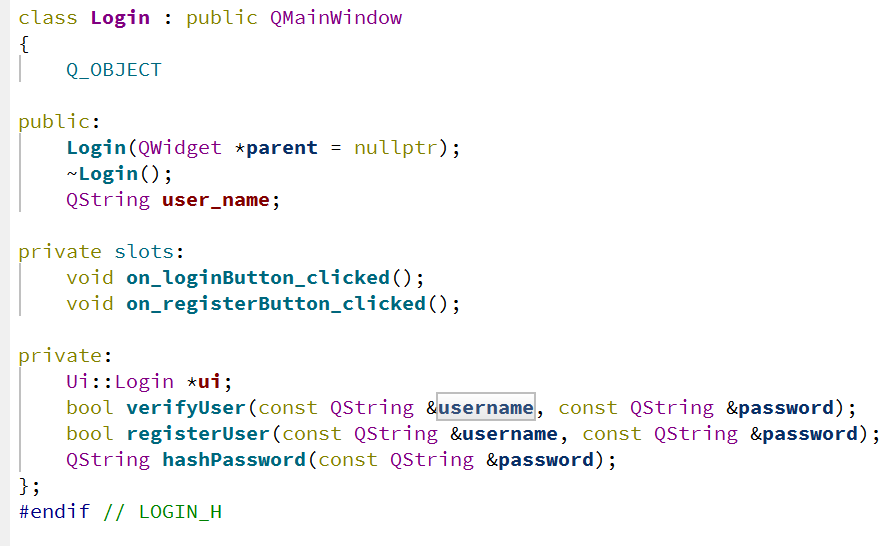 class Login : public QMainWindow
{
    Q_OBJECT

public:
    Login(QWidget *parent = nullptr);
    ~Login();
    QString user_name;

private slots:
    void on_loginButton_clicked();
    void on_registerButton_clicked();

private:
    Ui::Login *ui;
    bool verifyUser(const QString &username, const QString &password);
    bool registerUser(const QString &username, const QString &password);
    QString hashPassword(const QString &password);
};
#endif // LOGIN_H